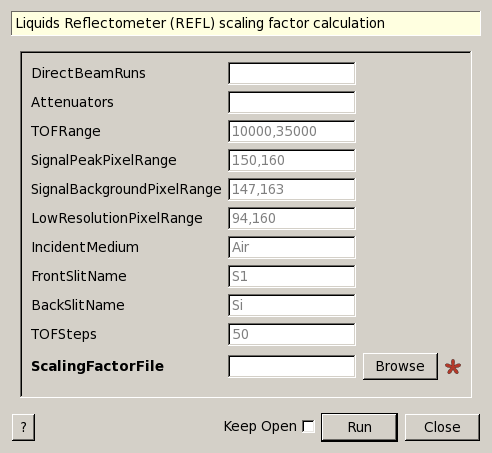 Liquids Reflectometer (REFL) scaling factor calculation
DirectBeamRuns
Attenuators
TOFRange 10000,35000
SignalPeakPixelRange 150,160
SignalBackgroundPixelRange 147,163
LowResolutionPixelRange 94,160
IncidentMedium Air
FrontSlitName S1
BackSlitName Si
TOFSteps 50
ScalingFactorFile Browse *
? Keep Open Run Close